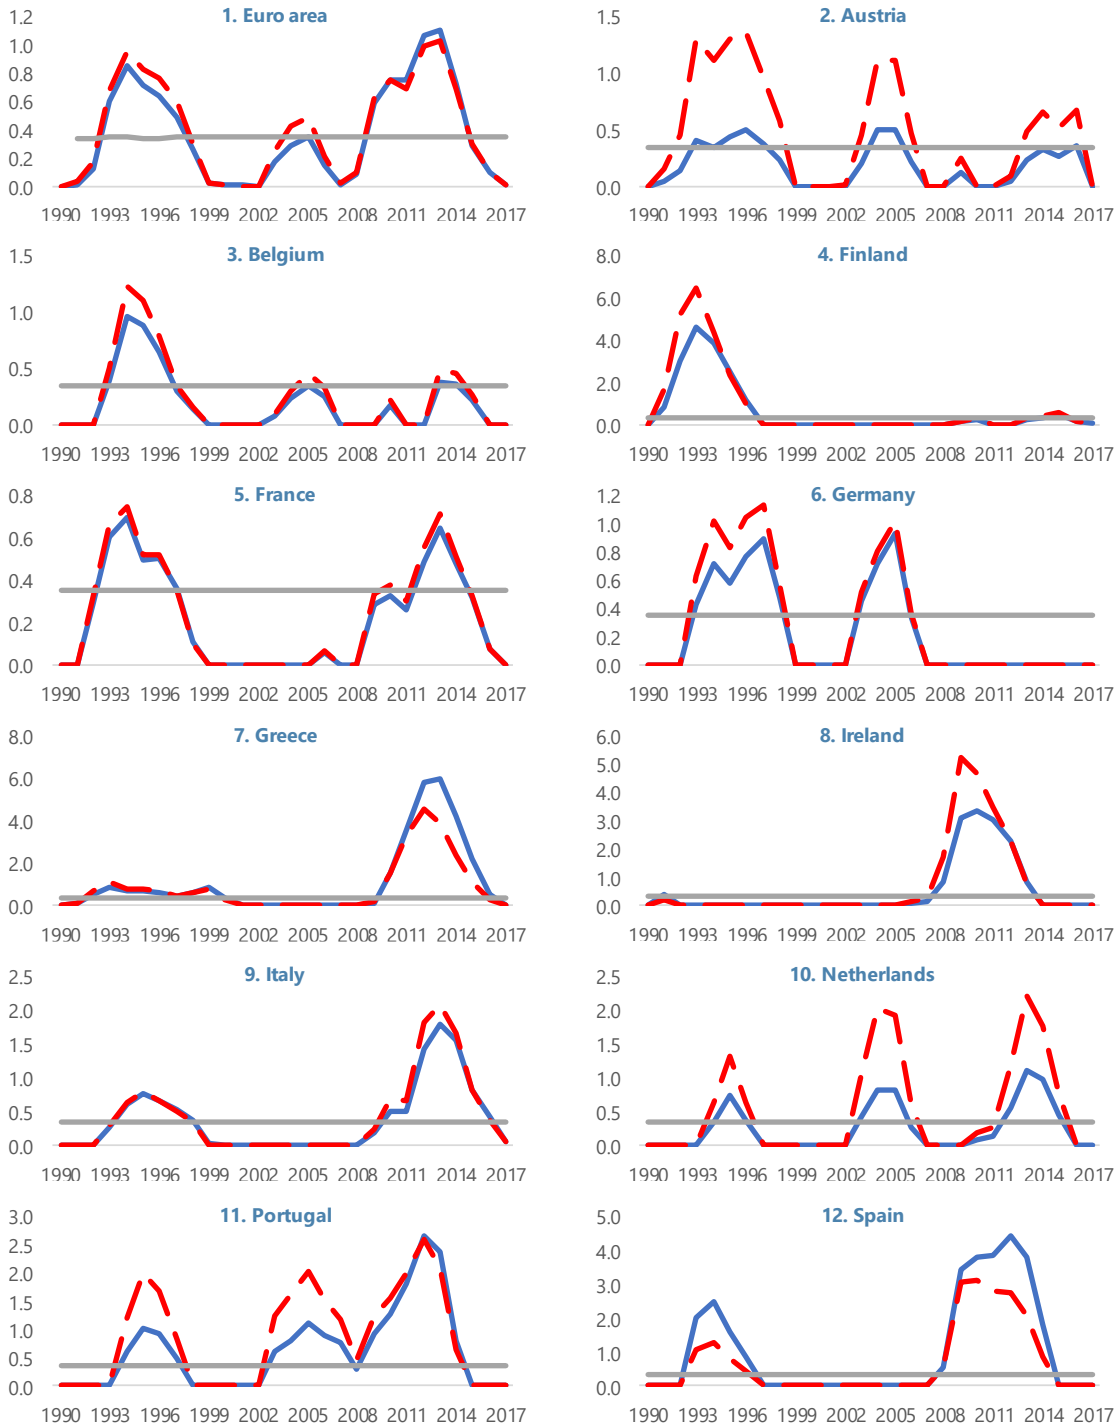 1. Euro area
1.2
1.0
0.8
0.6
0.4
0.2
0.0
1990 1993 1996 1999 2002 2005 2008 2011 2014 2017
2. Austria
1.5
1.0
0.5
0.0
1990 1993 1996 1999 2002 2005 2008 2011 2014 2017
3. Belgium
1.5
1.0
0.5
0.0
1990 1993 1996 1999 2002 2005 2008 2011 2014 2017
4. Finland
8.0
6.0
4.0
2.0
0.0
1990 1993 1996 1999 2002 2005 2008 2011 2014 2017
5. France
0.8
0.6
0.4
0.2
0.0
1990 1993 1996 1999 2002 2005 2008 2011 2014 2017
6. Germany
1.2
1.0
0.8
0.6
0.4
0.2
0.0
1990 1993 1996 1999 2002 2005 2008 2011 2014 2017
7. Greece
8.0
6.0
4.0
2.0
0.0
1990 1993 1996 1999 2002 2005 2008 2011 2014 2017
8. Ireland
6.0
5.0
4.0
3.0
2.0
1.0
0.0
1990 1993 1996 1999 2002 2005 2008 2011 2014 2017
9. Italy
2.5
2.0
1.5
1.0
0.5
0.0
1990 1993 1996 1999 2002 2005 2008 2011 2014 2017
10. Netherlands
2.5
2.0
1.5
1.0
0.5
0.0
1990 1993 1996 1999 2002 2005 2008 2011 2014 2017
11. Portugal
3.0
2.5
2.0
1.5
1.0
0.5
0.0
1990 1993 1996 1999 2002 2005 2008 2011 2014 2017
12. Spain
5.0
4.0
3.0
2.0
1.0
0.0
1990 1993 1996 1999 2002 2005 2008 2011 2014 2017